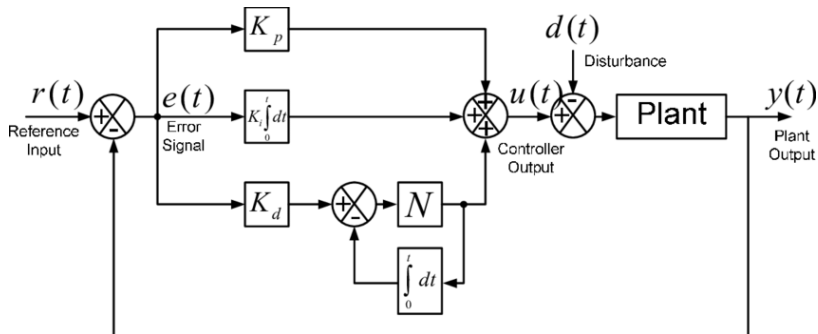 K_p
d(t)
Disturbance
r(t)
Reference
Input
+
-
e(t)
Error
Signal
K_i ∫_0^t dt
+
+
+
u(t)
Controller
Output
+
-
Plant
y(t)
Plant
Output
K_d
+
-
N
∫_0^t dt